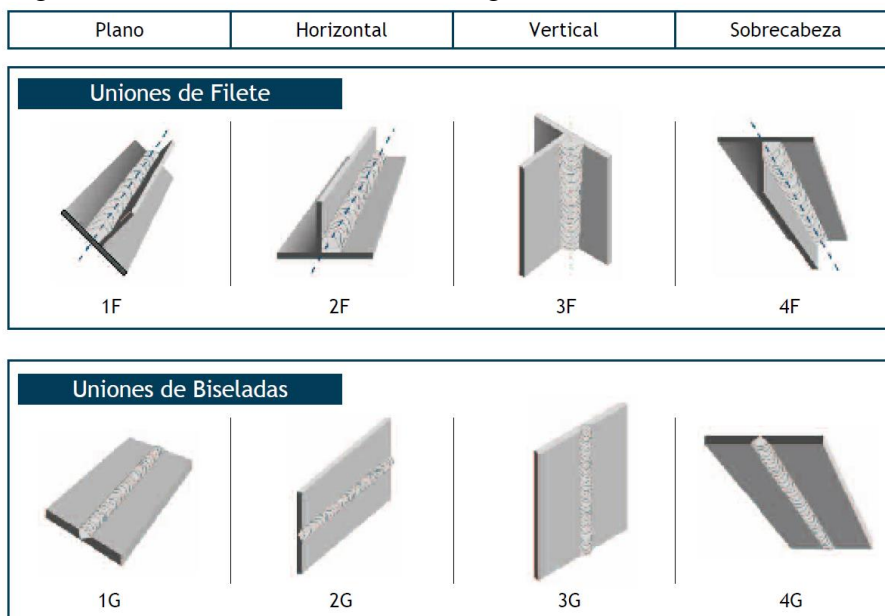 Plano Horizontal Vertical Sobrecabeza
Uniones de Filete
1F 2F 3F 4F
Uniones de Biseladas
1G 2G 3G 4G